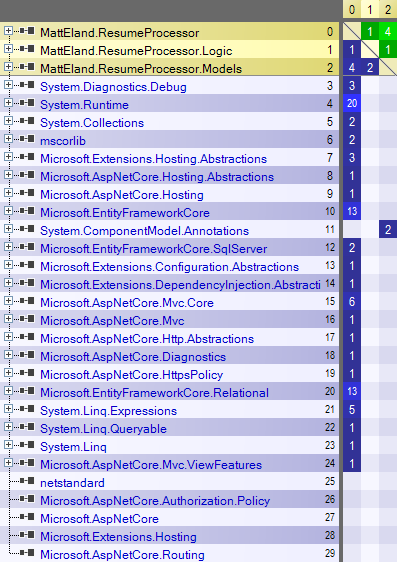 0 1 2
MattEland.ResumeProcessor 0 1 4
MattEland.ResumeProcessor.Logic 1 1 1
MattEland.ResumeProcessor.Models 2 4 2
System.Diagnostics.Debug 3 3
System.Runtime 4 20
System.Collections 5 2
mscorlib 6 2
Microsoft.Extensions.Hosting.Abstractions 7 3
Microsoft.AspNetCore.Hosting.Abstractions 8 1
Microsoft.AspNetCore.Hosting 9 1
Microsoft.EntityFrameworkCore 10 13
System.ComponentModel.Annotations 11 2
Microsoft.EntityFrameworkCore.SqlServer 12 2
Microsoft.Extensions.Configuration.Abstractions 13 1
Microsoft.Extensions.DependencyInjection.Abstracti 14 1
Microsoft.AspNetCore.Mvc.Core 15 6
Microsoft.AspNetCore.Mvc 16 1
Microsoft.AspNetCore.Http.Abstractions 17 1
Microsoft.AspNetCore.Diagnostics 18 1
Microsoft.AspNetCore.HttpsPolicy 19 1
Microsoft.EntityFrameworkCore.Relational 20 13
System.Linq.Expressions 21 5
System.Linq.Queryable 22 1
System.Linq 23 1
Microsoft.AspNetCore.Mvc.ViewFeatures 24 1
netstandard 25
Microsoft.AspNetCore.Authorization.Policy 26
Microsoft.AspNetCore 27
Microsoft.Extensions.Hosting 28
Microsoft.AspNetCore.Routing 29